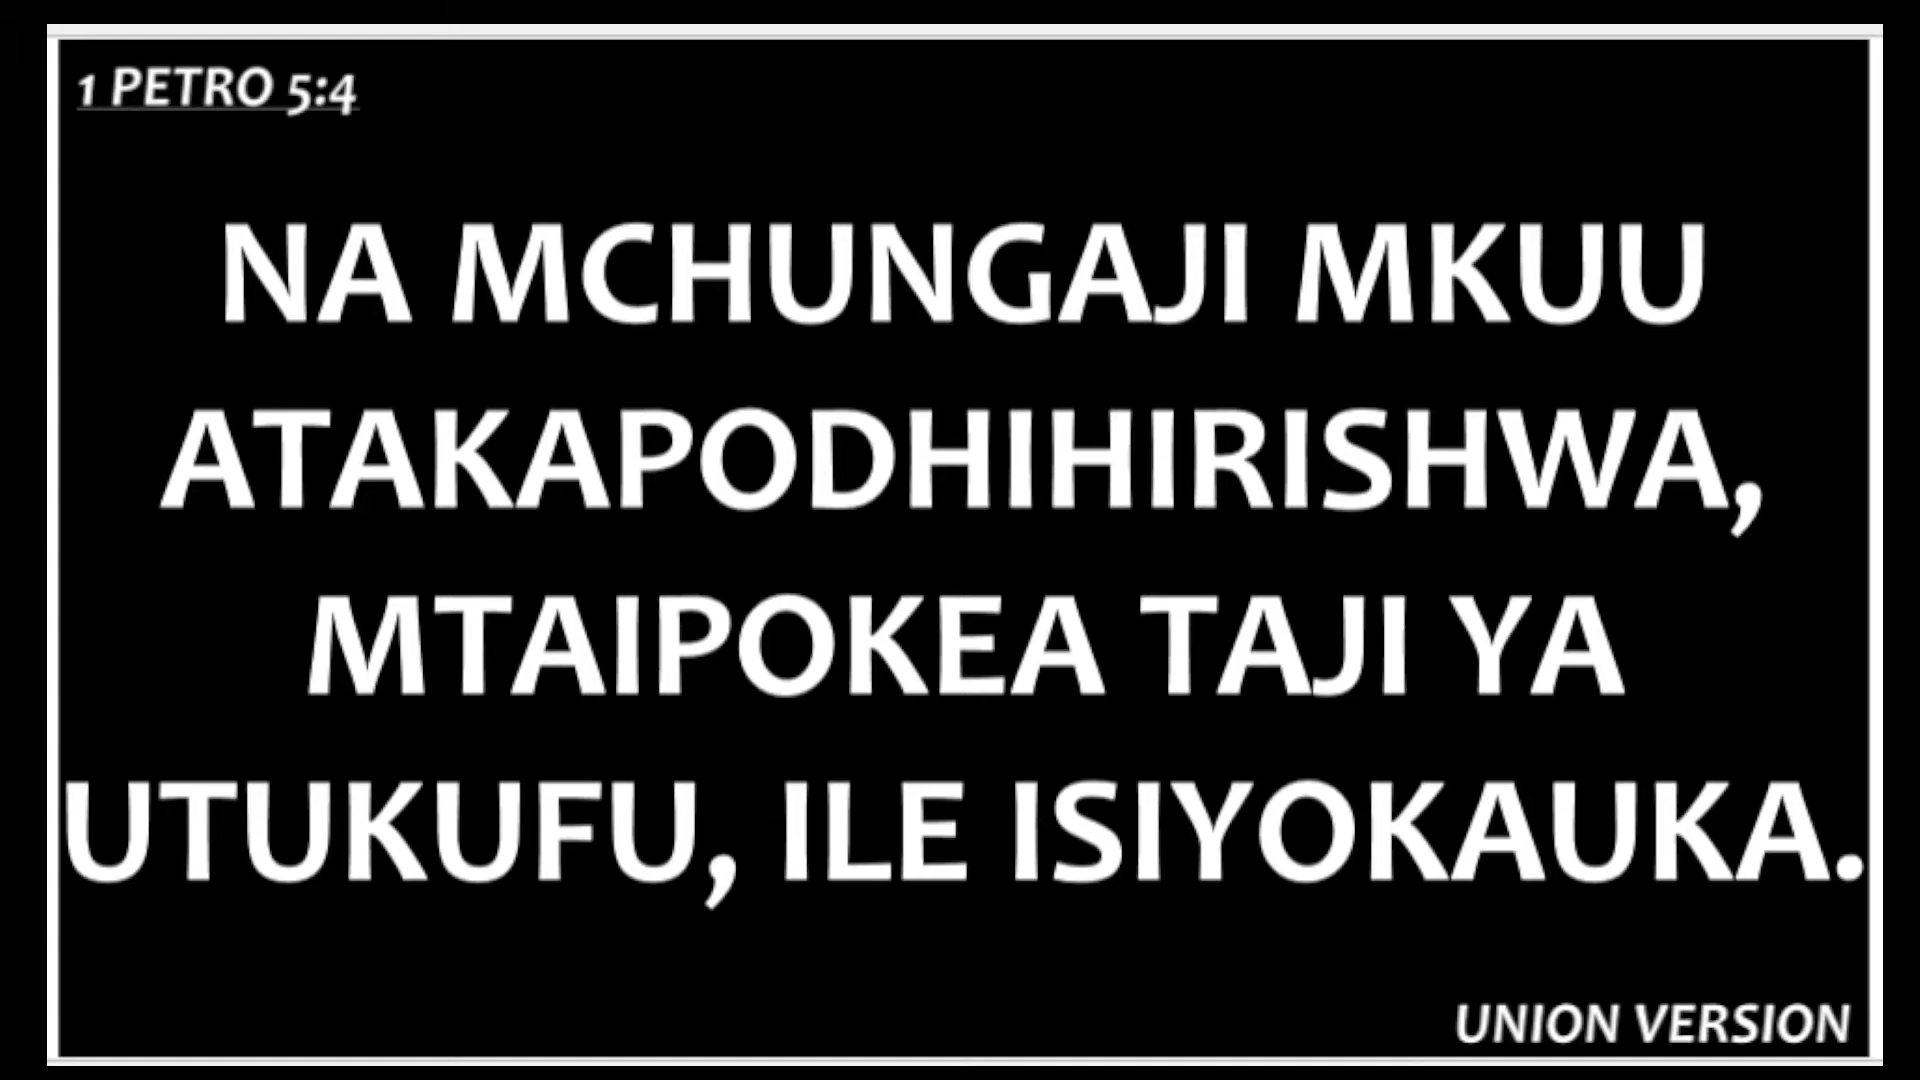 1 PETRO 5:4
NA MCHUNGAJI MKUU
ATAKAPODHIHIRISHWA,
MTAIPOKEA TAJI YA
UTUKUFU, ILE ISIYOKAUKA.
UNION VERSION